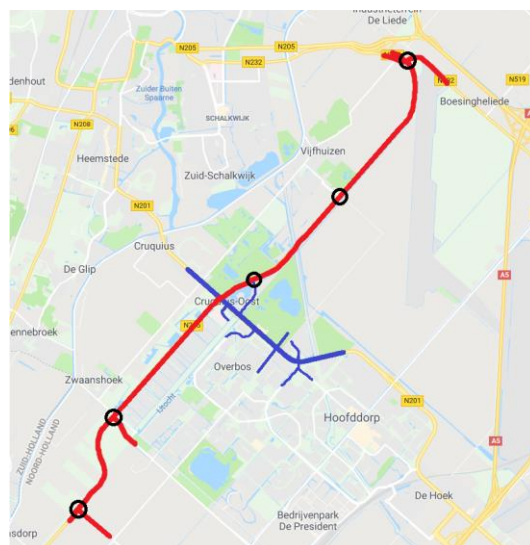 Industrieterrein
De Liede
N205
N205
N232
N519
Zuider Buiten
Spaarne
Boesingheliede
SCHALKWIJK
N208
Vijfhuizen
Heemstede
Zuid-Schalkwijk
N201
Cruquius
De Glip
A5
Cruquius-Oost
Zwaanshoek
Overbos
N201
Hoofddorp
A5
ZUID-HOLLAND
NOORD-HOLLAND
De Hoek
Bedrijvenpark
De President